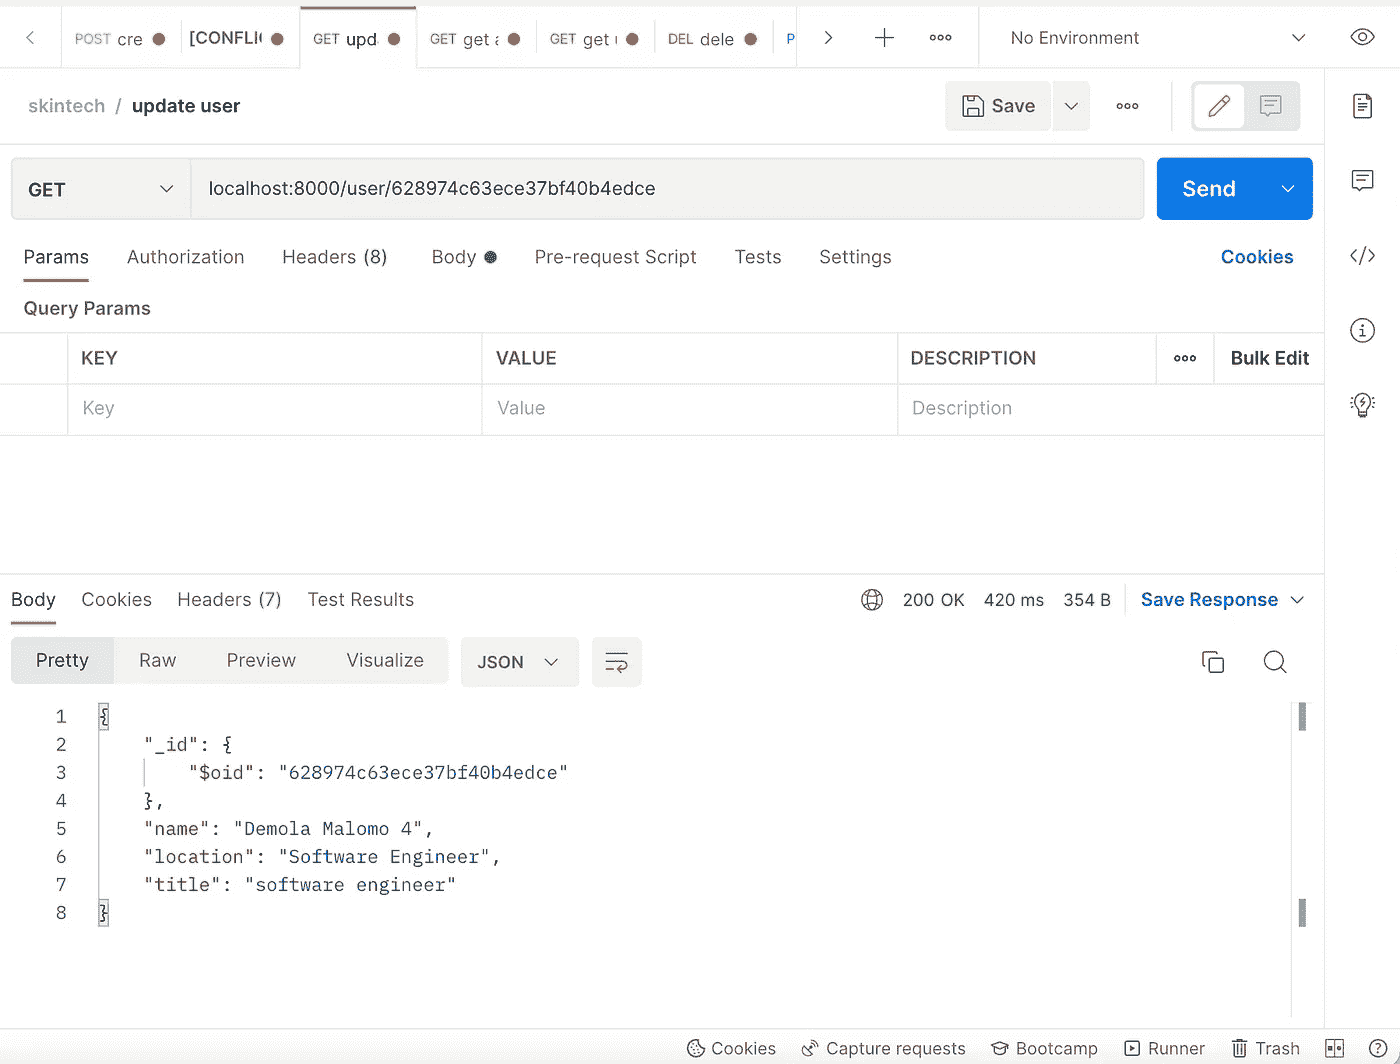 POST cre [CONFLI GET upd GET get a GET get DEL dele P No Environment
skintech / update user Save
GET localhost:8000/user/628974c63ece37bf40b4edce Send
Params Authorization Headers (8) Body Pre-request Script Tests Settings Cookies
Query Params
KEY VALUE DESCRIPTION Bulk Edit
Key Value Description
Body Cookies Headers (7) Test Results 200 OK 420 ms 354 B Save Response
Pretty Raw Preview Visualize JSON
1 {
2 "_id": {
3 "$oid": "628974c63ece37bf40b4edce"
4 },
5 "name": "Demola Malomo 4",
6 "location": "Software Engineer",
7 "title": "software engineer"
8 }
Cookies Capture requests Bootcamp Runner Trash